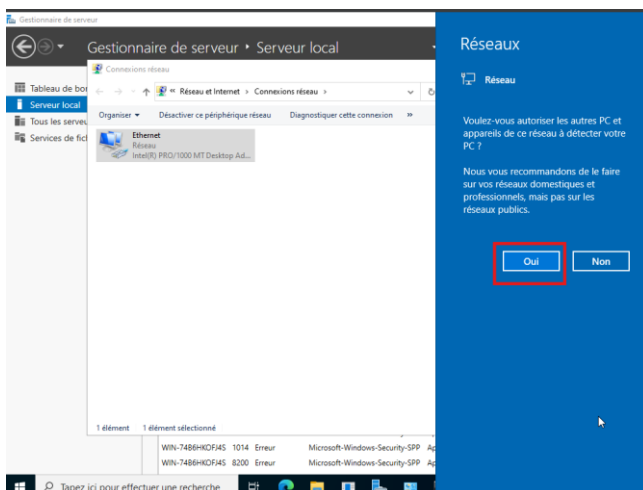 Gestionnaire de serveur
Gestionnaire de serveur • Serveur local
Tableau de bor
Serveur local
Tous les serveu
Services de fich
Connexions réseau
« Réseau et Internet > Connexions réseau >
Organiser Désactiver ce périphérique réseau Diagnostiquer cette connexion »
Ethernet
Réseau
Intel(R) PRO/1000 MT Desktop Ad...
1 élément 1 élément sélectionné
WIN-74B6HKOFJ4S 1014 Erreur Microsoft-Windows-Security-SPP Ap
WIN-74B6HKOFJ4S 8200 Erreur Microsoft-Windows-Security-SPP Ap
Tapez ici pour effectuer une recherche
Réseaux
Réseau
Voulez-vous autoriser les autres PC et
appareils de ce réseau à détecter votre
PC ?
Nous vous recommandons de le faire
sur vos réseaux domestiques et
professionnels, mais pas sur les
réseaux publics.
Oui Non